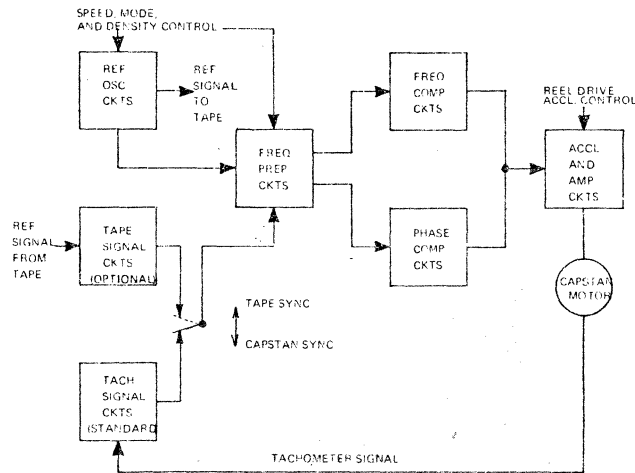 SPEED, MODE,
AND DENSITY CONTROL
REF
OSC
CKTS
REF
SIGNAL
TO
TAPE
FREQ
PREP
CKTS
FREQ
COMP
CKTS
PHASE
COMP
CKTS
REEL DRIVE
ACCL. CONTROL
ACCL
AND
AMP
CKTS
CAPSTAN
MOTOR
REF
SIGNAL
FROM
TAPE
TAPE
SIGNAL
CKTS
(OPTIONAL)
TAPE SYNC
CAPSTAN SYNC
TACH
SIGNAL
CKTS
(STANDARD)
TACHOMETER SIGNAL